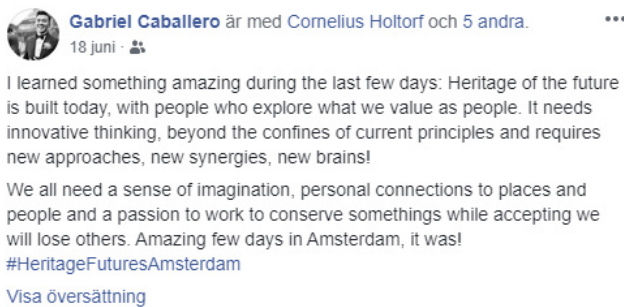 Gabriel Caballero är med Cornelius Holtorf och 5 andra.
18 juni ·
I learned something amazing during the last few days: Heritage of the future
is built today, with people who explore what we value as people. It needs
innovative thinking, beyond the confines of current principles and requires
new approaches, new synergies, new brains!
We all need a sense of imagination, personal connections to places and
people and a passion to work to conserve somethings while accepting we
will lose others. Amazing few days in Amsterdam, it was!
#HeritageFuturesAmsterdam
Visa översättning